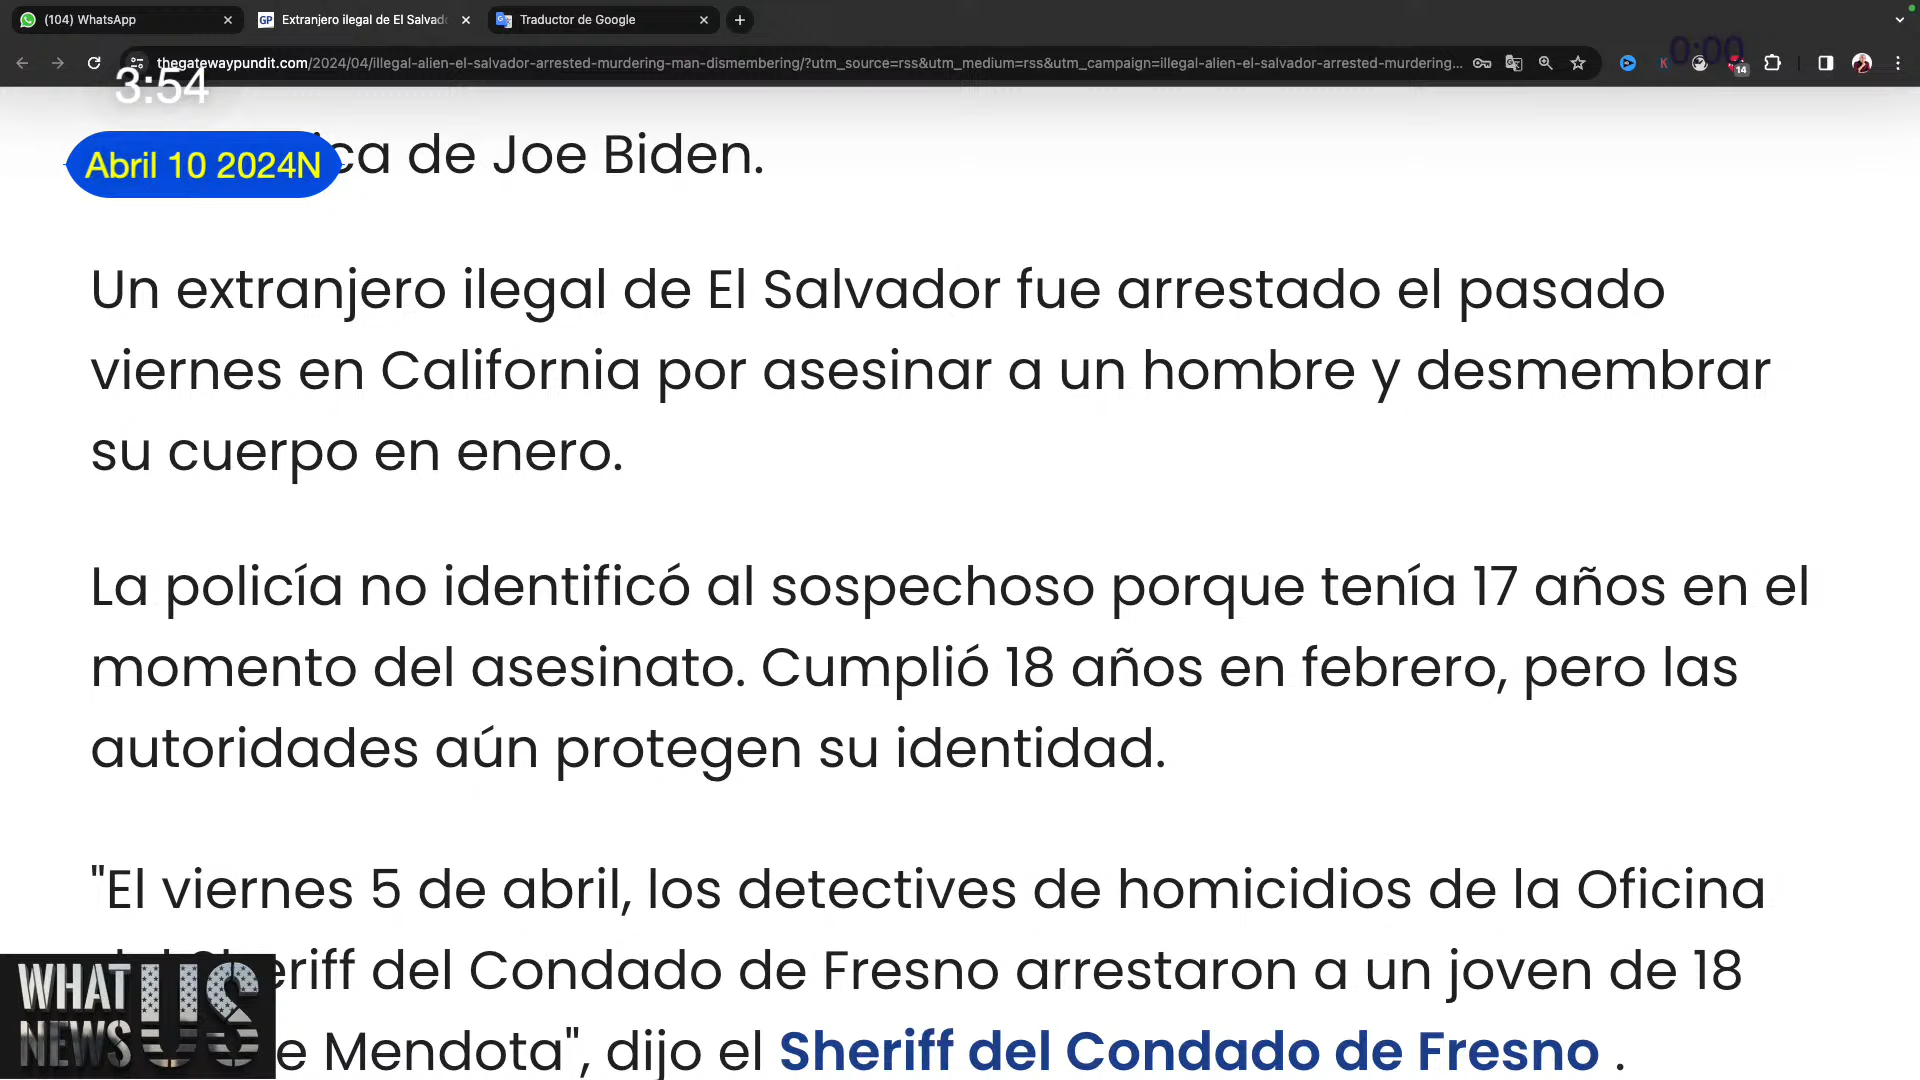 (104) WhatsApp
Extranjero ilegal de El Salvad
Traductor de Google
thegatewaypundit.com/2024/04/illegal-alien-el-salvador-arrested-murdering-man-dismembering/?utm_source=rss&utm_medium=rss&utm_campaign=illegal-alien-el-salvador-arrested-murdering...
14
0:00
3:54
Abril 10 2024N
ca de Joe Biden.
Un extranjero ilegal de El Salvador fue arrestado el pasado
viernes en California por asesinar a un hombre y desmembrar
su cuerpo en enero.
La policía no identificó al sospechoso porque tenía 17 años en el
momento del asesinato. Cumplió 18 años en febrero, pero las
autoridades aún protegen su identidad.
"El viernes 5 de abril, los detectives de homicidios de la Oficina
del Sheriff del Condado de Fresno arrestaron a un joven de 18
e Mendota", dijo el Sheriff del Condado de Fresno .
WHAT
NEWS
US